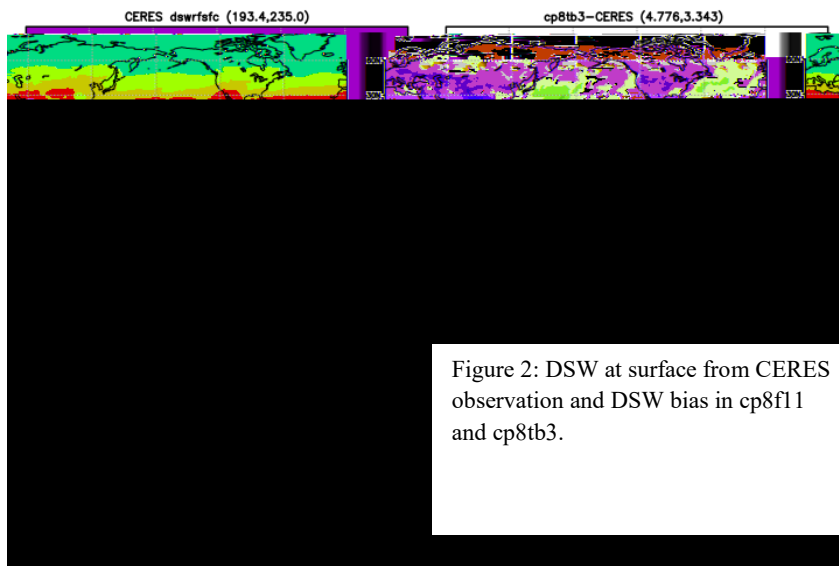 CERES dswrfsfc (193.4,235.0)
cp8tb3-CERES (4.776,3.343)
Figure 2: DSW at surface from CERES
observation and DSW bias in cp8f11
and cp8tb3.